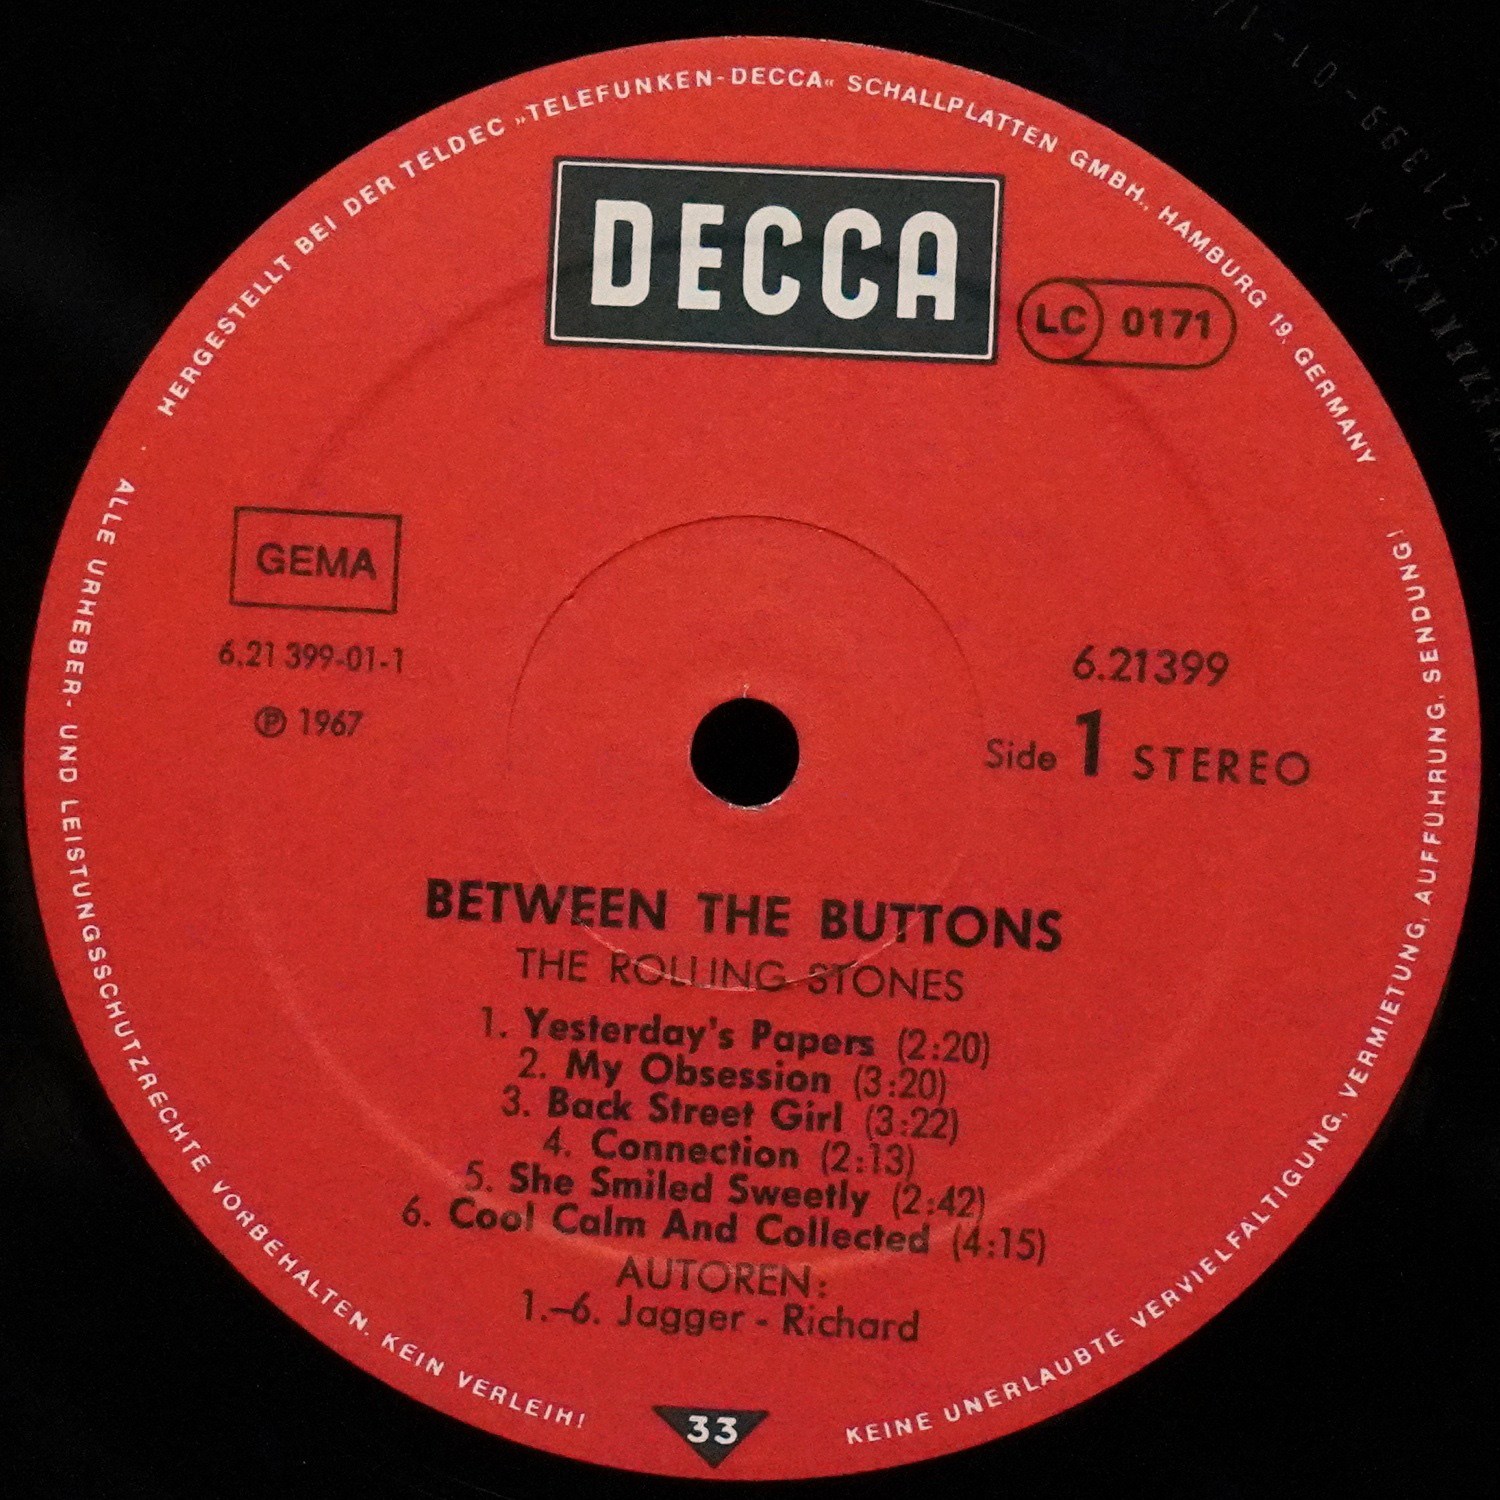 HERGESTELLT BEI DER TELDEC „TELEFUNKEN-DECCA“ SCHALLPLATTEN GMBH., HAMBURG 19, GERMANY
DECCA
LC 0171
GEMA
6.21 399-01-1
℗ 1967
6.21399
Side 1 STEREO
BETWEEN THE BUTTONS
THE ROLLING STONES
1. Yesterday's Papers (2:20)
2. My Obsession (3:20)
3. Back Street Girl (3:22)
4. Connection (2:13)
5. She Smiled Sweetly (2:42)
6. Cool Calm And Collected (4:15)
AUTOREN:
1.–6. Jagger - Richard
33
ALLE URHEBER- UND LEISTUNGSSCHUTZRECHTE VORBEHALTEN. KEIN VERLEIH!
KEINE UNERLAUBTE VERVIELFÄLTIGUNG, VERMIETUNG, AUFFÜHRUNG, SENDUNG!